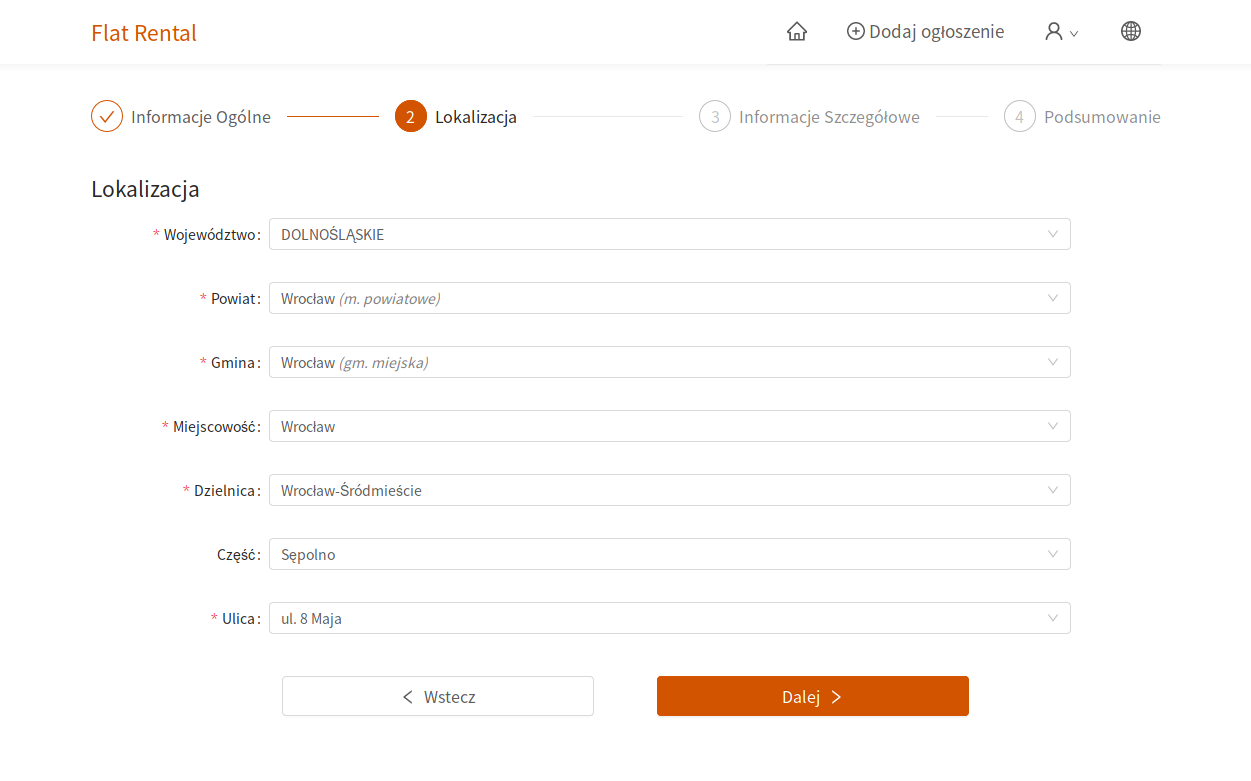 Flat Rental
Dodaj ogłoszenie
Informacje Ogólne
2 Lokalizacja
3 Informacje Szczegółowe
4 Podsumowanie
Lokalizacja
* Województwo: DOLNOŚLĄSKIE
* Powiat: Wrocław (m. powiatowe)
* Gmina: Wrocław (gm. miejska)
* Miejscowość: Wrocław
* Dzielnica: Wrocław-Śródmieście
Część: Sępolno
* Ulica: ul. 8 Maja
Wstecz
Dalej